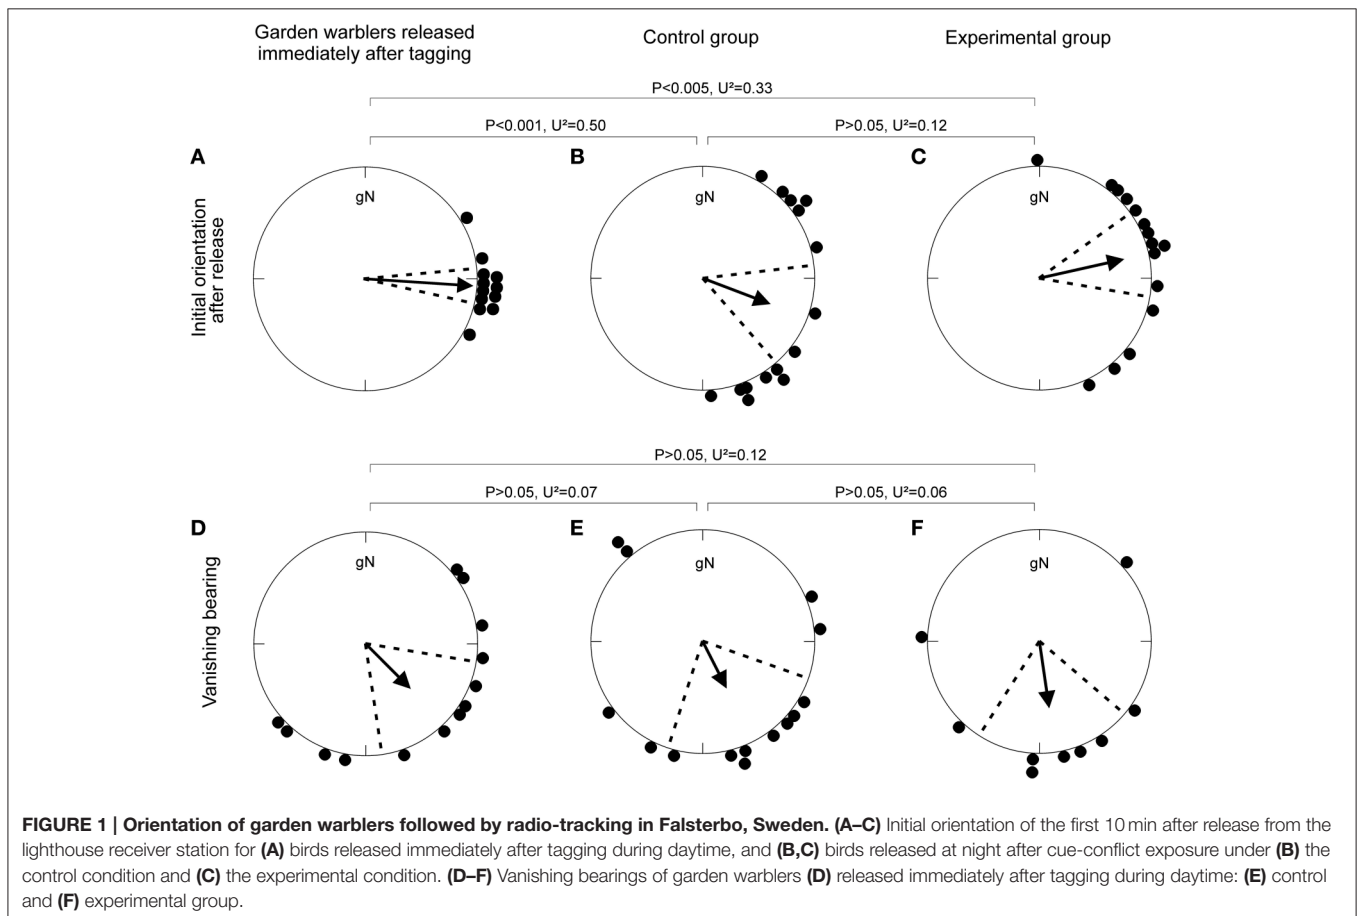 Garden warblers released
immediately after tagging
Control group
Experimental group
P<0.005, U²=0.33
P<0.001, U²=0.50
P>0.05, U²=0.12
A
B
C
Initial orientation
after release
gN
gN
gN
P>0.05, U²=0.12
P>0.05, U²=0.07
P>0.05, U²=0.06
D
E
F
Vanishing bearing
gN
gN
gN
FIGURE 1 | Orientation of garden warblers followed by radio-tracking in Falsterbo, Sweden. (A–C) Initial orientation of the first 10 min after release from the
lighthouse receiver station for (A) birds released immediately after tagging during daytime, and (B,C) birds released at night after cue-conflict exposure under (B) the
control condition and (C) the experimental condition. (D–F) Vanishing bearings of garden warblers (D) released immediately after tagging during daytime: (E) control
and (F) experimental group.